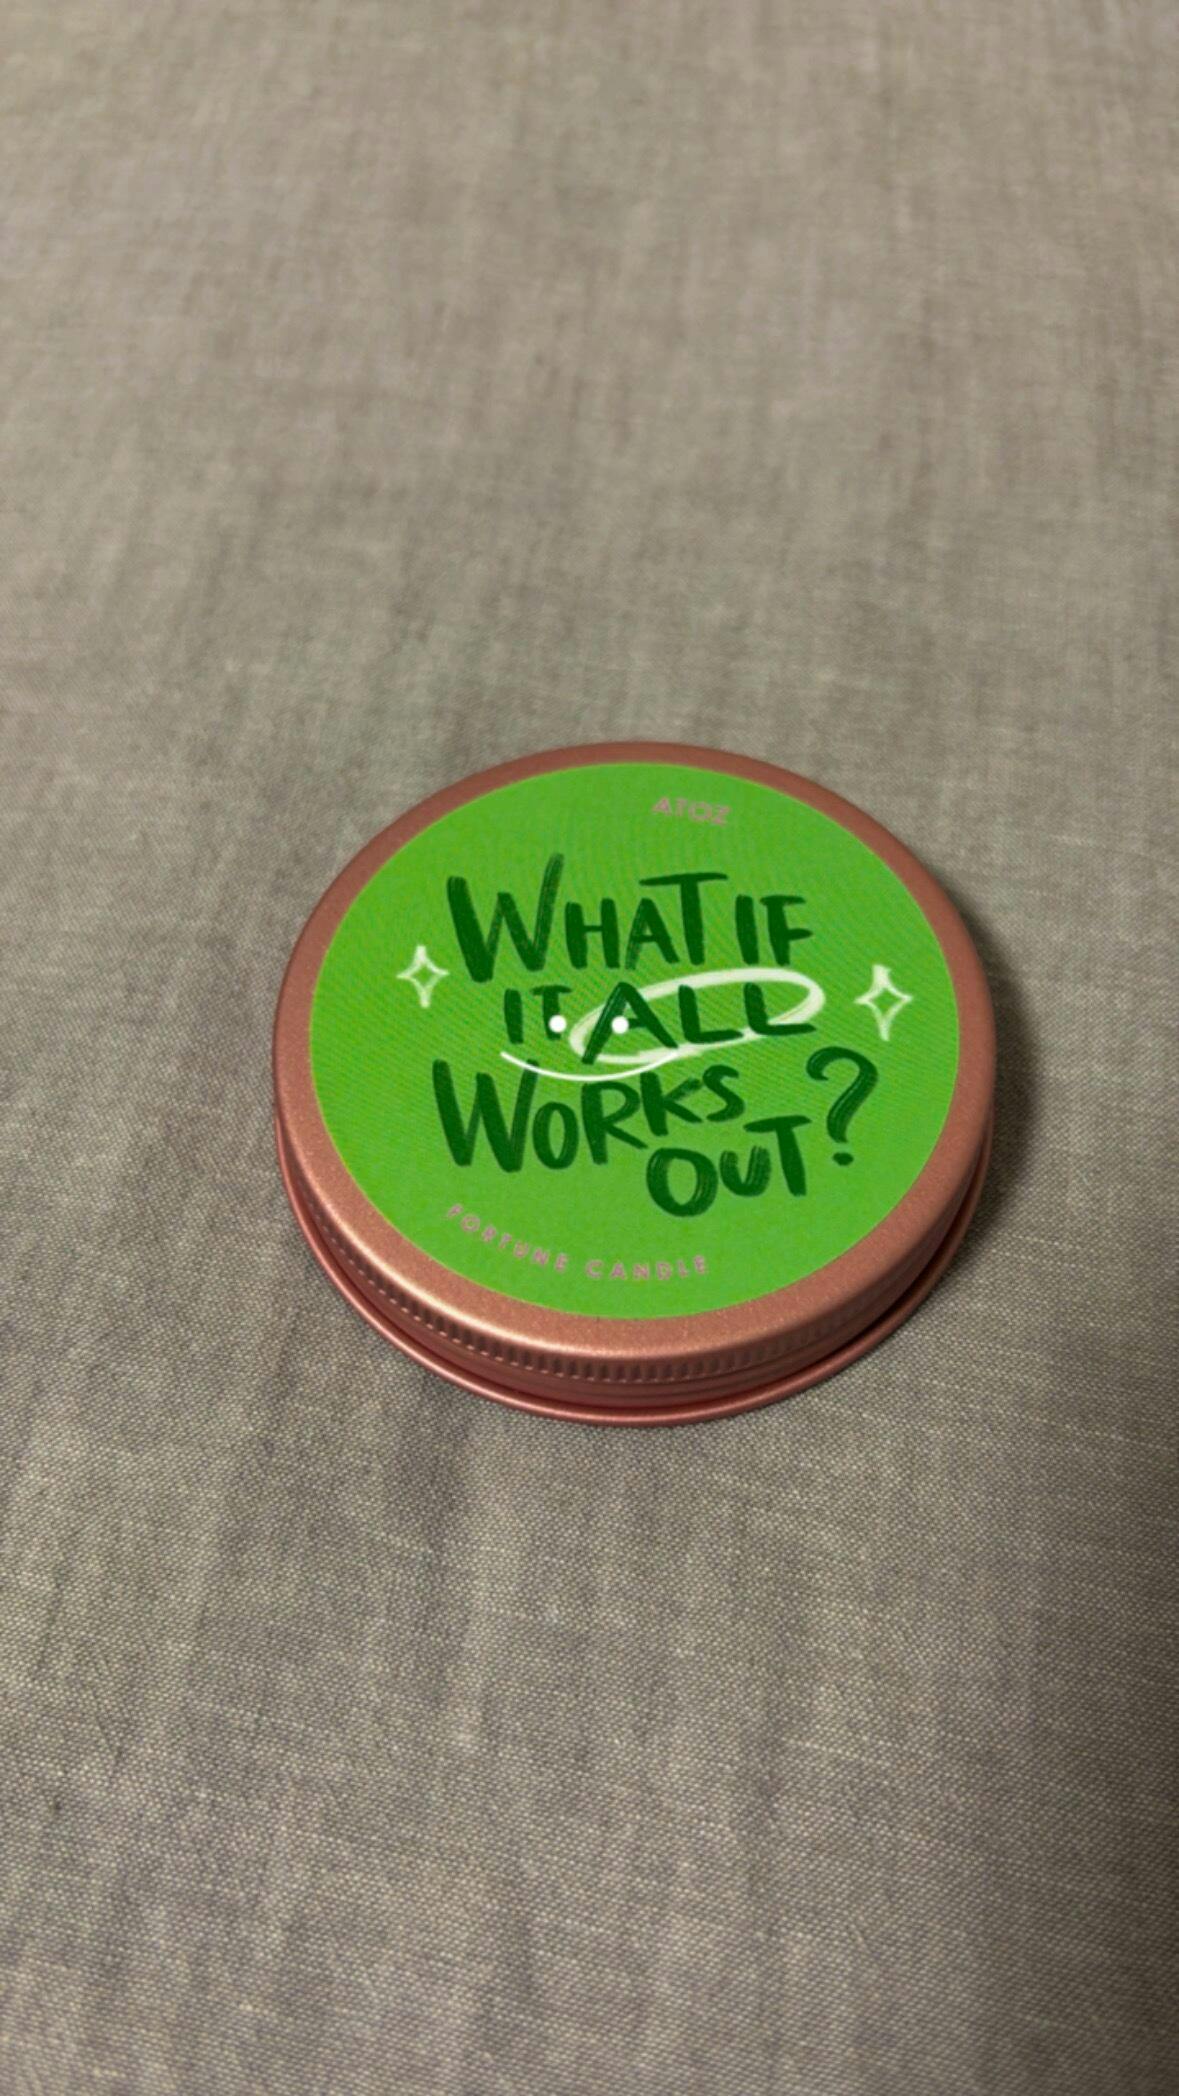 ATOZ
WHAT IF
IT ALL
WORKS
OUT?
FORTUNE CANDLE